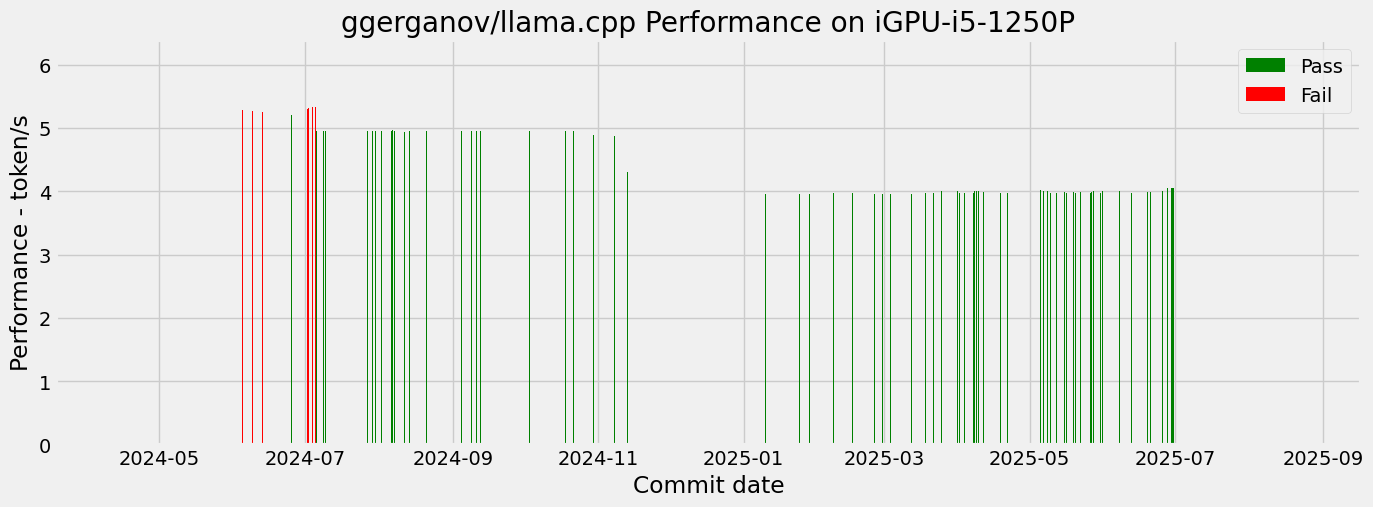 ggerganov/llama.cpp Performance on iGPU-i5-1250P
Pass
Fail
Performance - token/s
6
5
4
3
2
1
0
2024-05 2024-07 2024-09 2024-11 2025-01 2025-03 2025-05 2025-07 2025-09
Commit date